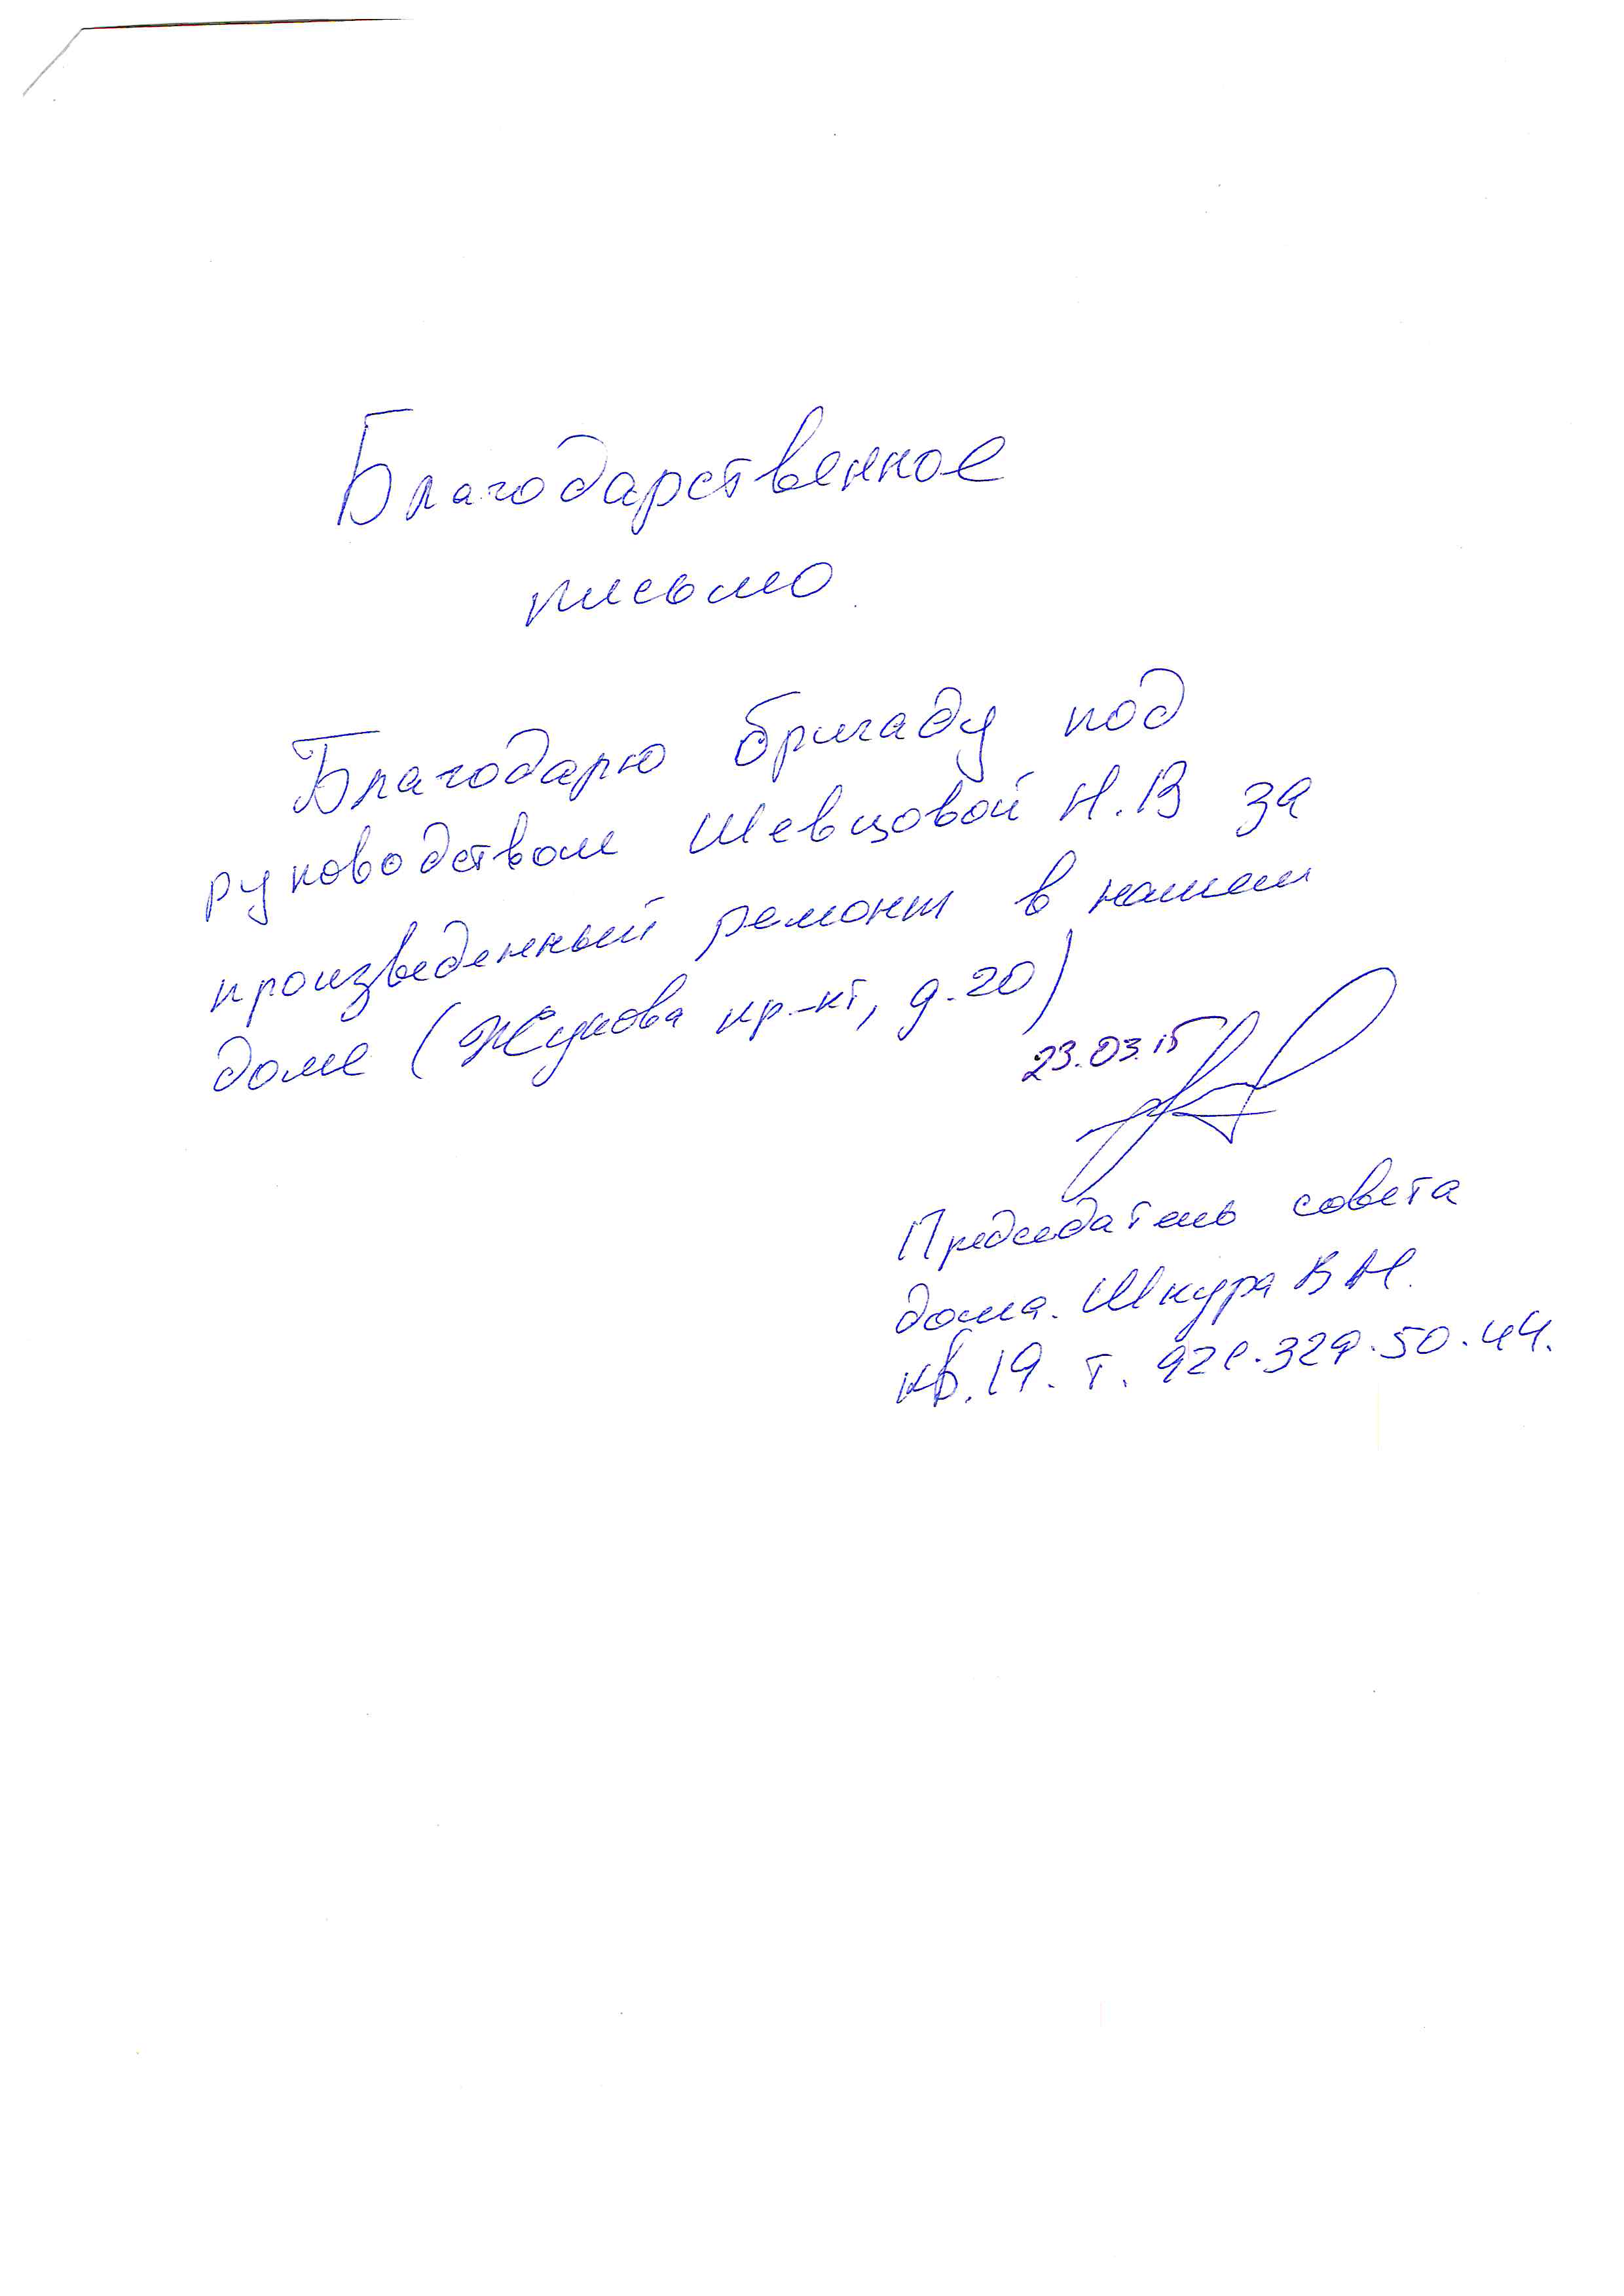 Благодарственное
письмо
Благодарю бригаду под
руководством Шевцовой Н.В за
произведенный ремонт в нашем
доме (Жукова пр-кт, д.20)
23.03.15
Председатель совета
дома. Шкура В Н.
кв.19. т. 921.329.50.44.